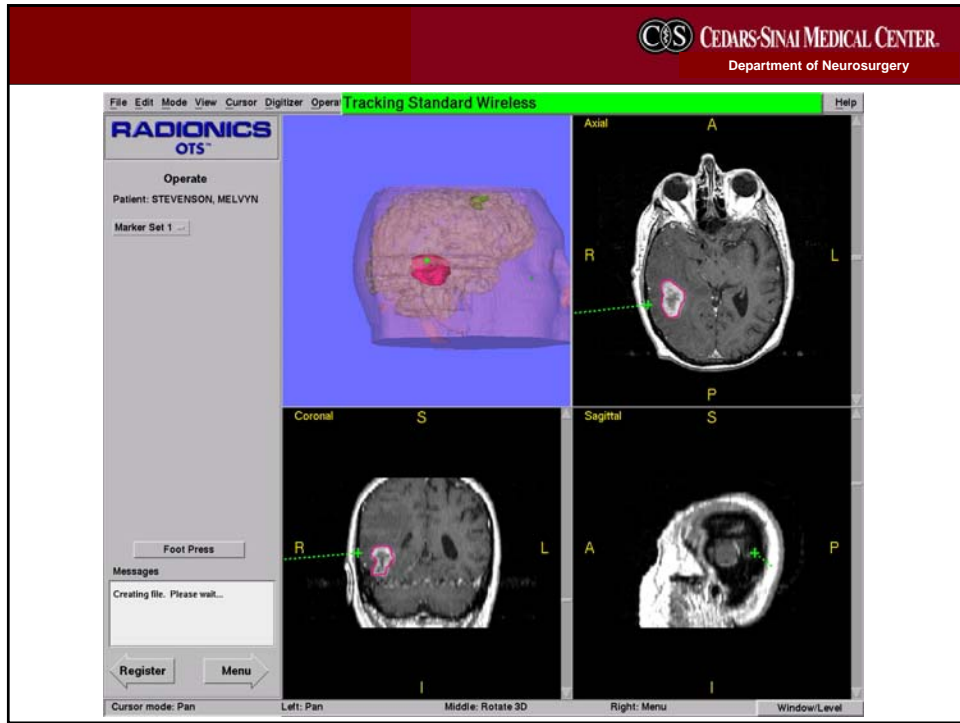 CS CEDARS-SINAI MEDICAL CENTER.
Department of Neurosurgery
File Edit Mode View Cursor Digitizer Opera Tracking Standard Wireless Help
RADIONICS
OTS™
Operate
Patient: STEVENSON, MELVYN
Marker Set 1
Foot Press
Messages
Creating file. Please wait...
Register Menu
Axial A
R L
P
Coronal S
R L
I
Sagittal S
A P
I
Cursor mode: Pan Left: Pan Middle: Rotate 3D Right: Menu Window/Level